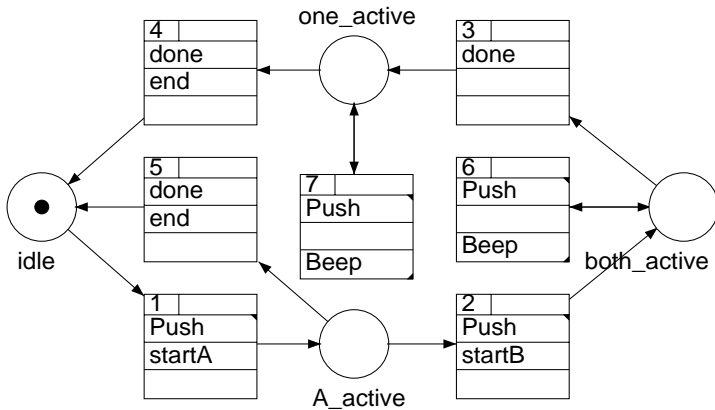 one_active
4
done
end
3
done
5
done
end
7
Push
Beep
6
Push
Beep
idle
both_active
1
Push
startA
2
Push
startB
A_active